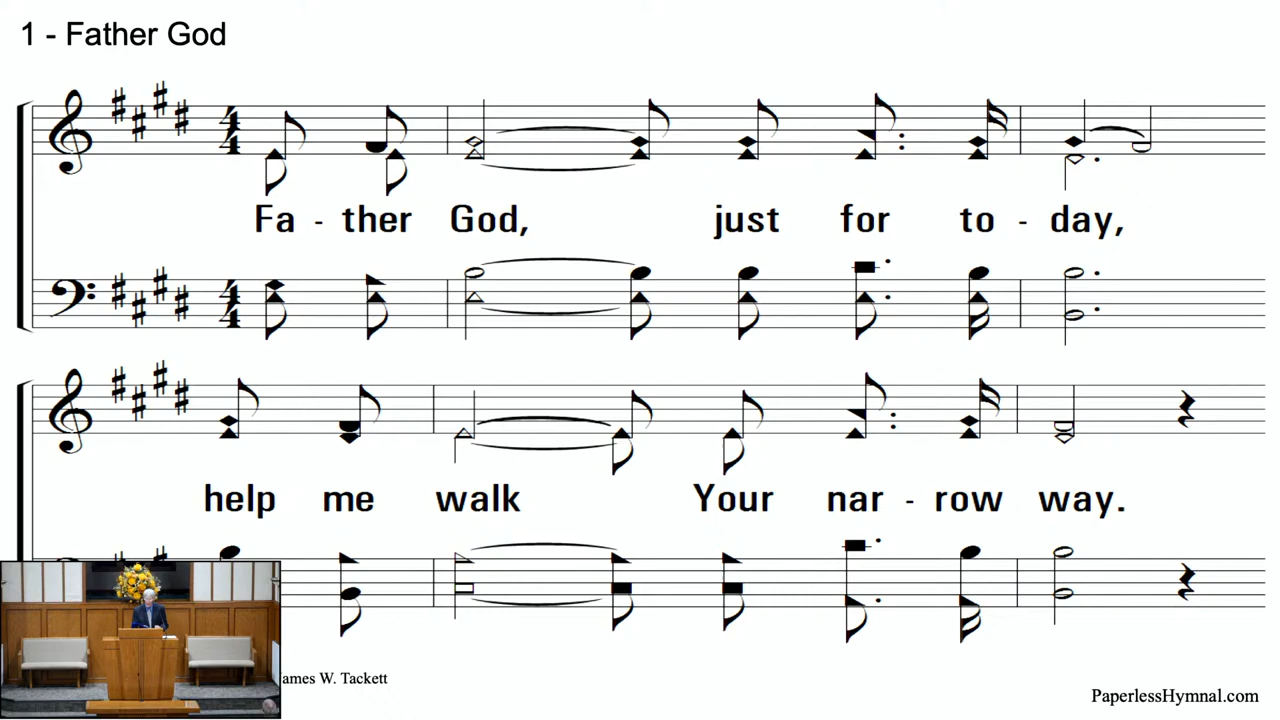 1 - Father God
Fa - ther God, just for to - day,
help me walk Your nar - row way.
ames W. Tackett
PaperlessHymnal.com